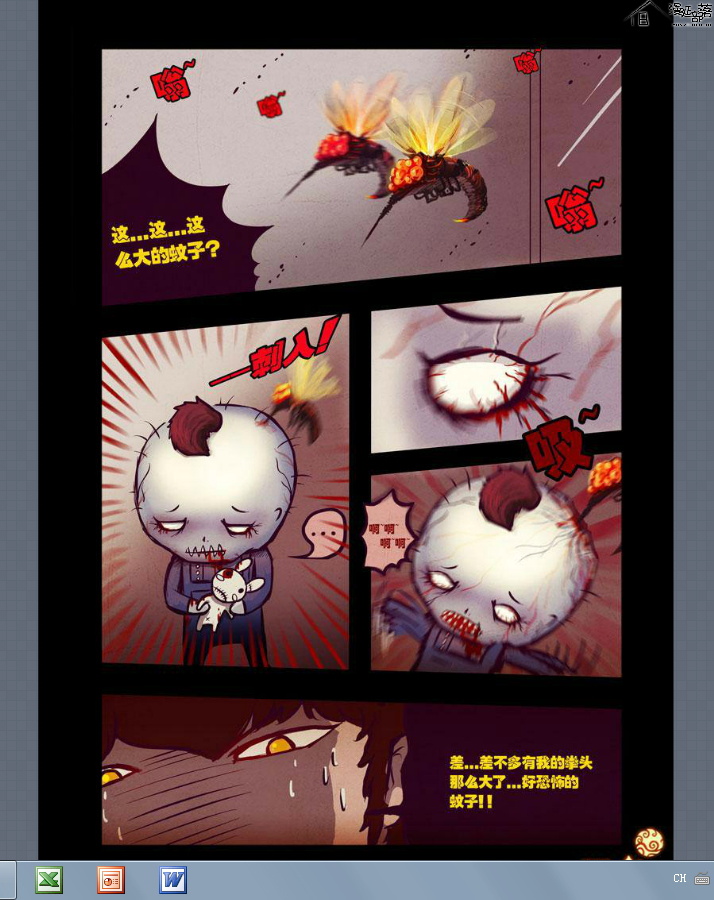 嗡
嗡
嗡
嗡
这...这...这
么大的蚊子?
—刺入!
...
吸~
啊~啊~
啊~啊~
差...差不多有我的拳头
那么大了...好恐怖的
蚊子!!
CH